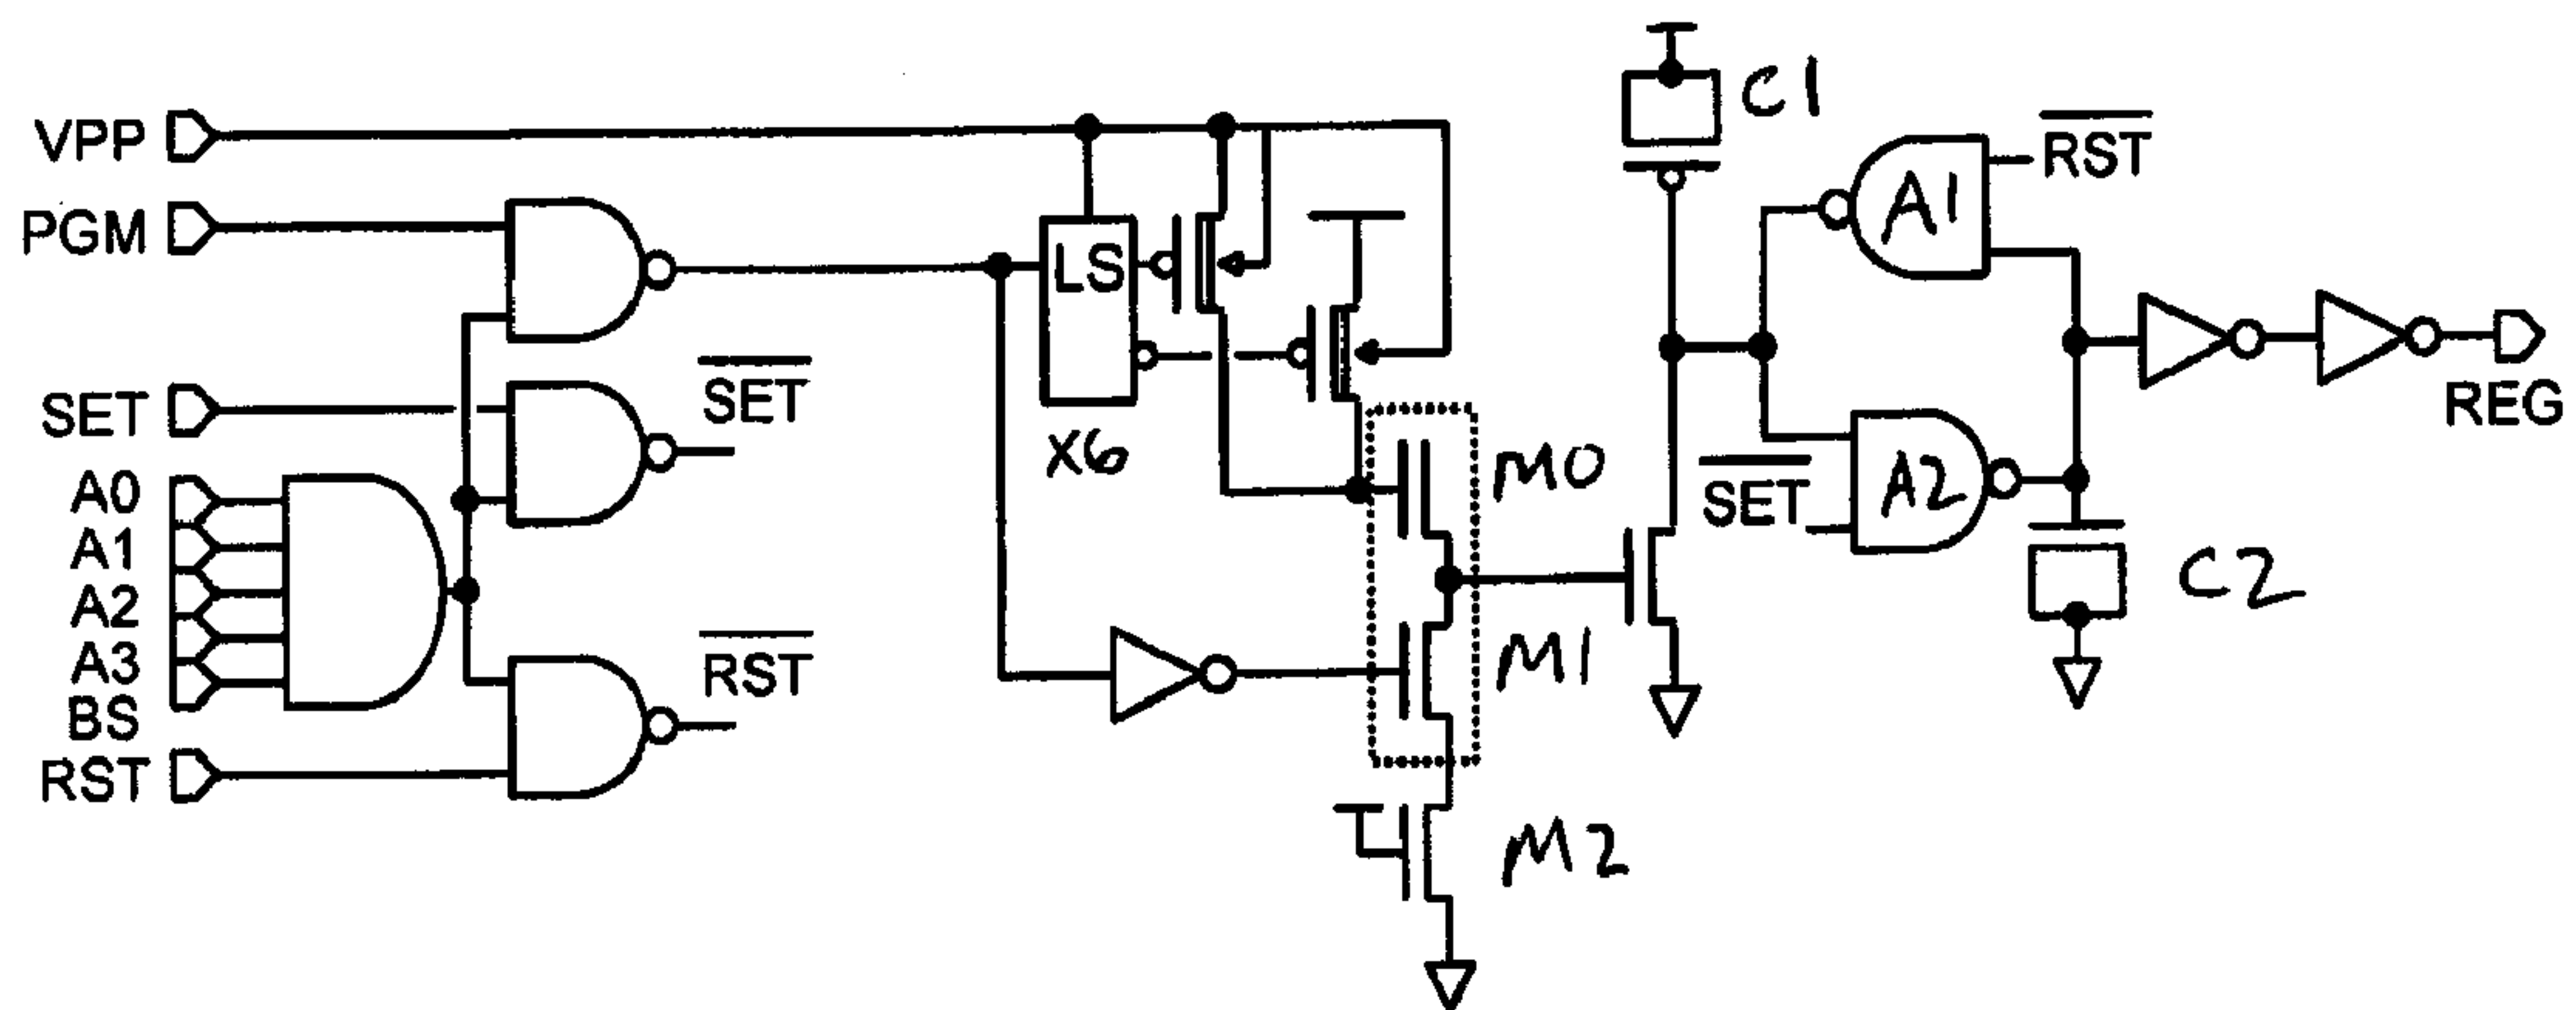 VPP
PGM
SET
A0
A1
A2
A3
BS
RST
SET
RST
LS
X6
M0
M1
M2
C1
RST
A1
SET
A2
C2
REG